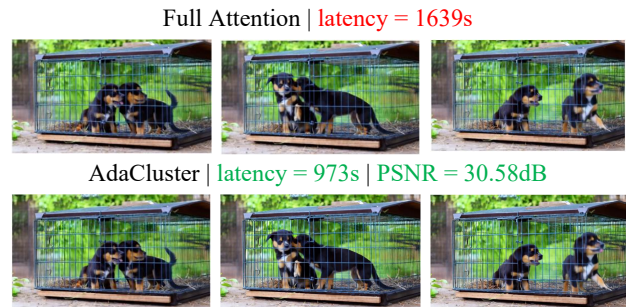 Full Attention | latency = 1639s
AdaCluster | latency = 973s | PSNR = 30.58dB